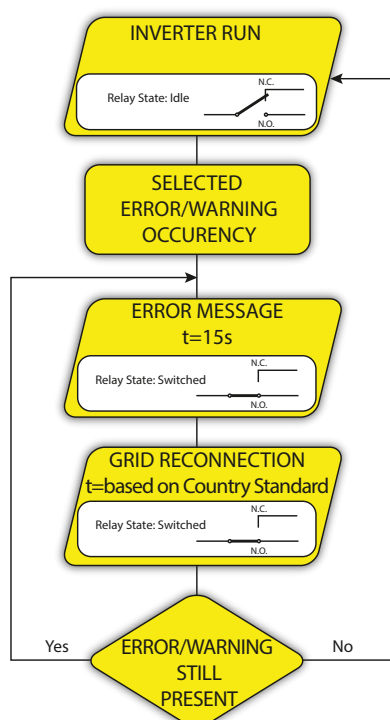 INVERTER RUN
N.C.
Relay State: Idle
N.O.
SELECTED
ERROR/WARNING
OCCURENCY
ERROR MESSAGE
t=15s
N.C.
Relay State: Switched
N.O.
GRID RECONNECTION
t=based on Country Standard
N.C.
Relay State: Switched
N.O.
Yes
No
ERROR/WARNING
STILL
PRESENT